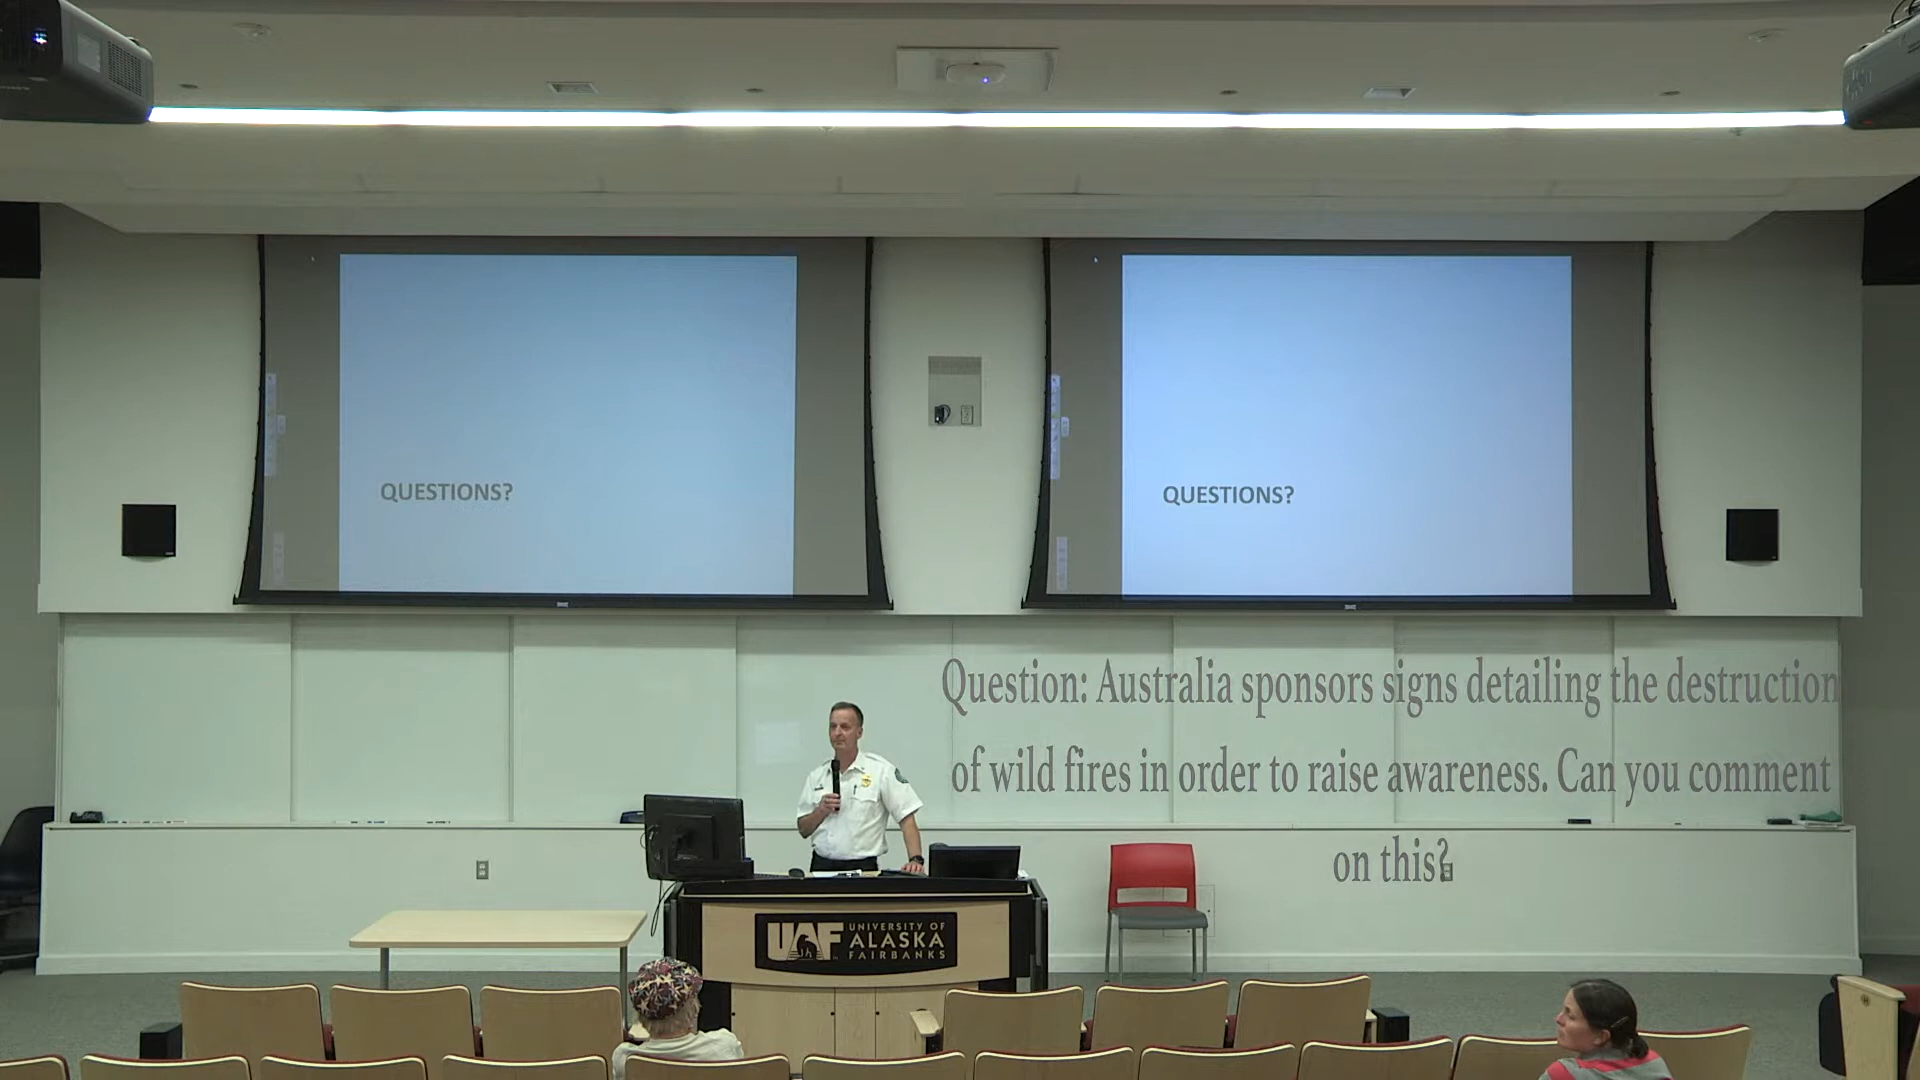 QUESTIONS?
QUESTIONS?
Question: Australia sponsors signs detailing the destruction
of wild fires in order to raise awareness. Can you comment
on this?
UAF UNIVERSITY OF
ALASKA
FAIRBANKS